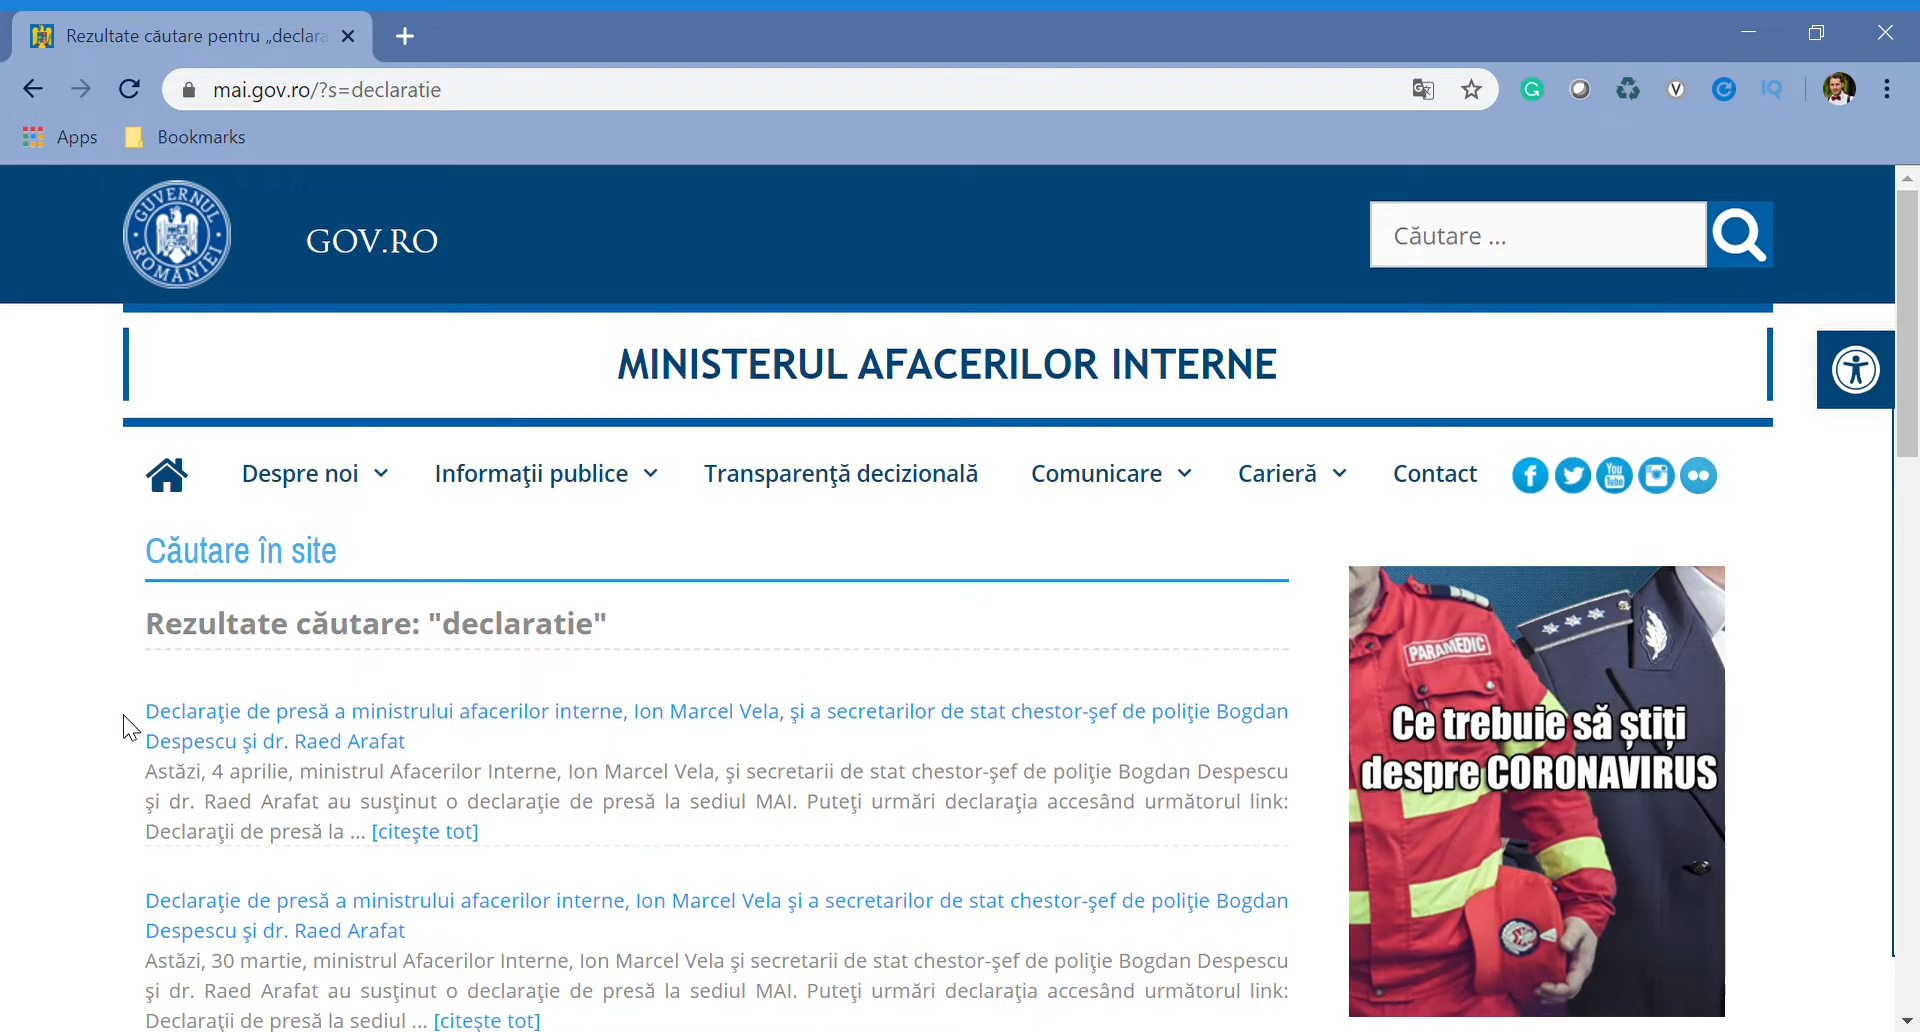 Rezultate căutare pentru „declara
mai.gov.ro/?s=declaratie
Apps
Bookmarks
GUVERNUL ROMÂNIEI
GOV.RO
Căutare ...
MINISTERUL AFACERILOR INTERNE
Despre noi
Informaţii publice
Transparenţă decizională
Comunicare
Carieră
Contact
You Tube
Căutare în site
Rezultate căutare: "declaratie"
Declaraţie de presă a ministrului afacerilor interne, Ion Marcel Vela, şi a secretarilor de stat chestor-şef de poliţie Bogdan
Despescu şi dr. Raed Arafat
Astăzi, 4 aprilie, ministrul Afacerilor Interne, Ion Marcel Vela, şi secretarii de stat chestor-şef de poliţie Bogdan Despescu
şi dr. Raed Arafat au susţinut o declaraţie de presă la sediul MAI. Puteţi urmări declaraţia accesând următorul link:
Declaraţii de presă la ... [citeşte tot]
Declaraţie de presă a ministrului afacerilor interne, Ion Marcel Vela şi a secretarilor de stat chestor-şef de poliţie Bogdan
Despescu şi dr. Raed Arafat
Astăzi, 30 martie, ministrul Afacerilor Interne, Ion Marcel Vela şi secretarii de stat chestor-şef de poliţie Bogdan Despescu
şi dr. Raed Arafat au susţinut o declaraţie de presă la sediul MAI. Puteţi urmări declaraţia accesând următorul link:
Declaraţii de presă la sediul ... [citeşte tot]
PARAMEDIC
Ce trebuie să știți
despre CORONAVIRUS